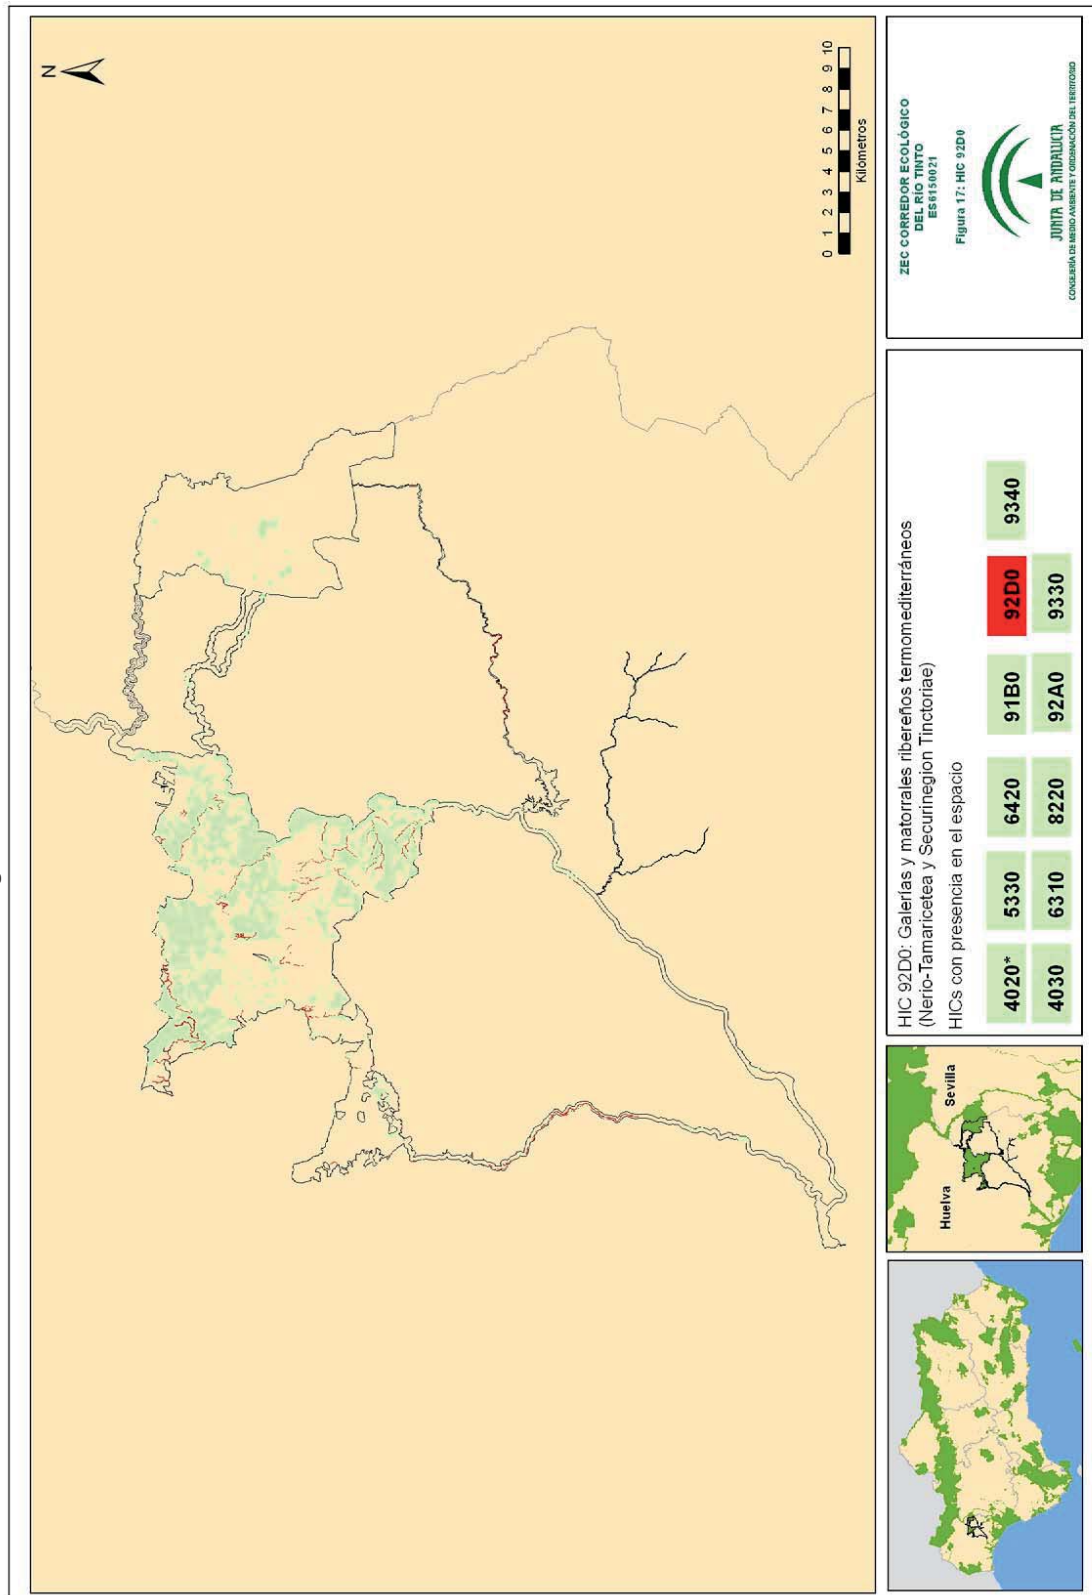 N
0 1 2 3 4 5 6 7 8 9 10
Kilómetros
Huelva
Sevilla
HIC 92D0: Galerías y matorrales ribereños termomediterráneos
(Nerio-Tamaricetea y Securinegion Tinctoriae)
HICs con presencia en el espacio
4020* 5330 6420 91B0 92D0 9340
4030 6310 8220 92A0 9330
ZEC CORREDOR ECOLÓGICO
DEL RÍO TINTO
ES6150021
Figura 17: HIC 92D0
JUNTA DE ANDALUCIA
CONSEJERÍA DE MEDIO AMBIENTE Y ORDENACIÓN DEL TERRITORIO